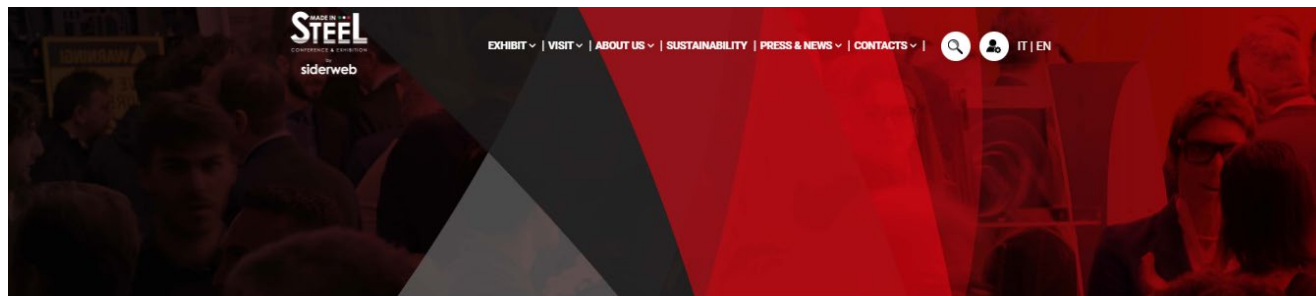 MADE IN
STEEL
CONFERENCE & EXHIBITION
by
siderweb
EXHIBIT | VISIT | ABOUT US | SUSTAINABILITY | PRESS & NEWS | CONTACTS |
IT | EN